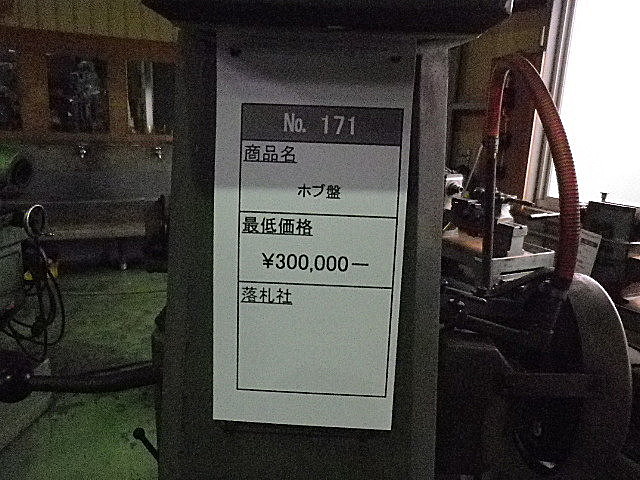 No. 171
商品名
ホブ盤
最低価格
¥300,000ー
落札社